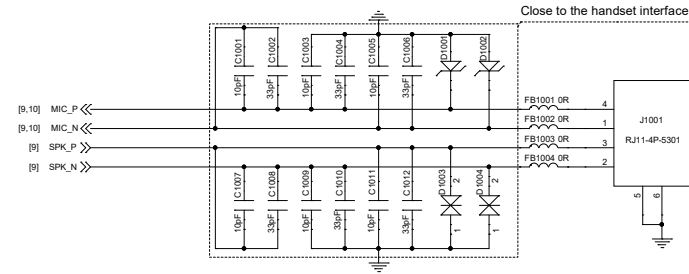 Close to the handset interface
C1001 C1002 C1003 C1004 C1005 C1006 D1001 D1002
10pF 33pF 10pF 33pF 10pF 33pF
[9,10] MIC_P FB1001 0R 4
[9,10] MIC_N FB1002 0R 1
[9] SPK_P FB1003 0R 3
[9] SPK_N FB1004 0R 2
J1001
RJ11-4P-5301
C1007 C1008 C1009 C1010 C1011 C1012 D1003 2 D1004 2
10pF 33pF 10pF 33pF 10pF 33pF 1 1
5 6